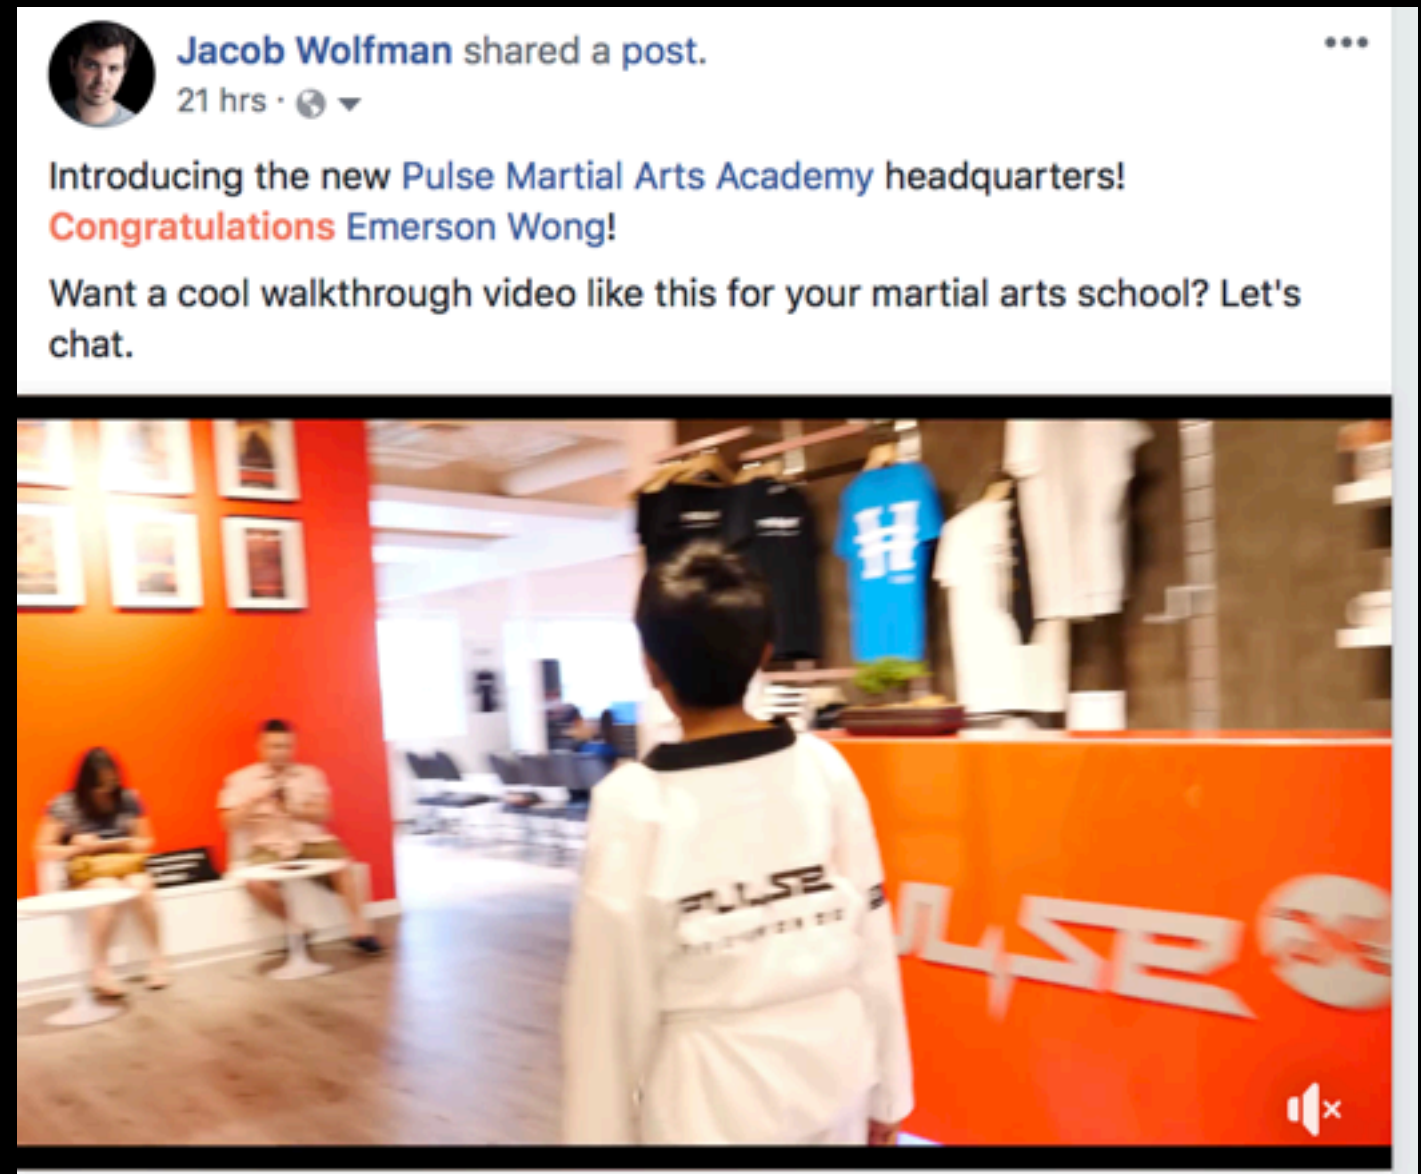 Jacob Wolfman shared a post.
21 hrs ·
Introducing the new Pulse Martial Arts Academy headquarters!
Congratulations Emerson Wong!
Want a cool walkthrough video like this for your martial arts school? Let's
chat.
H
PULSE
ULSE